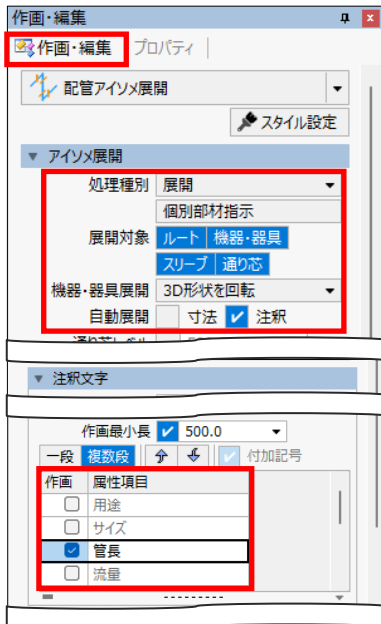 作画・編集
作画・編集 プロパティ
配管アイソメ展開
スタイル設定
アイソメ展開
処理種別 展開
個別部材指示
展開対象 ルート 機器・器具
スリーブ 通り芯
機器・器具展開 3D形状を回転
自動展開 寸法 注釈
注釈文字
作画最小長 500.0
一段 複数段 付加記号
作画 属性項目
用途
サイズ
管長
流量